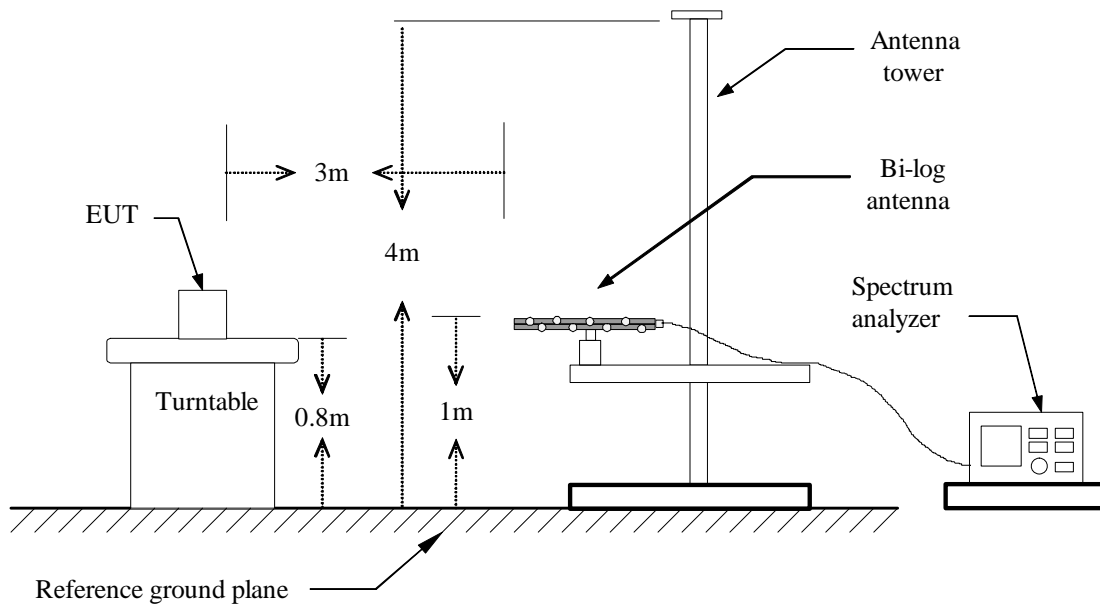 Antenna
tower
3m
Bi-log
antenna
EUT
4m
Spectrum
analyzer
Turntable
0.8m
1m
Reference ground plane